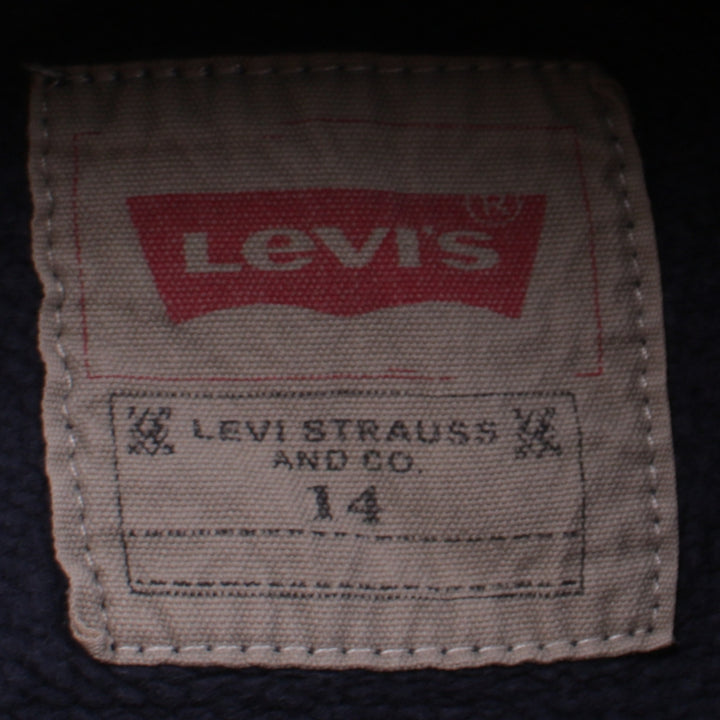 Levi's®
LEVI STRAUSS
AND CO.
14